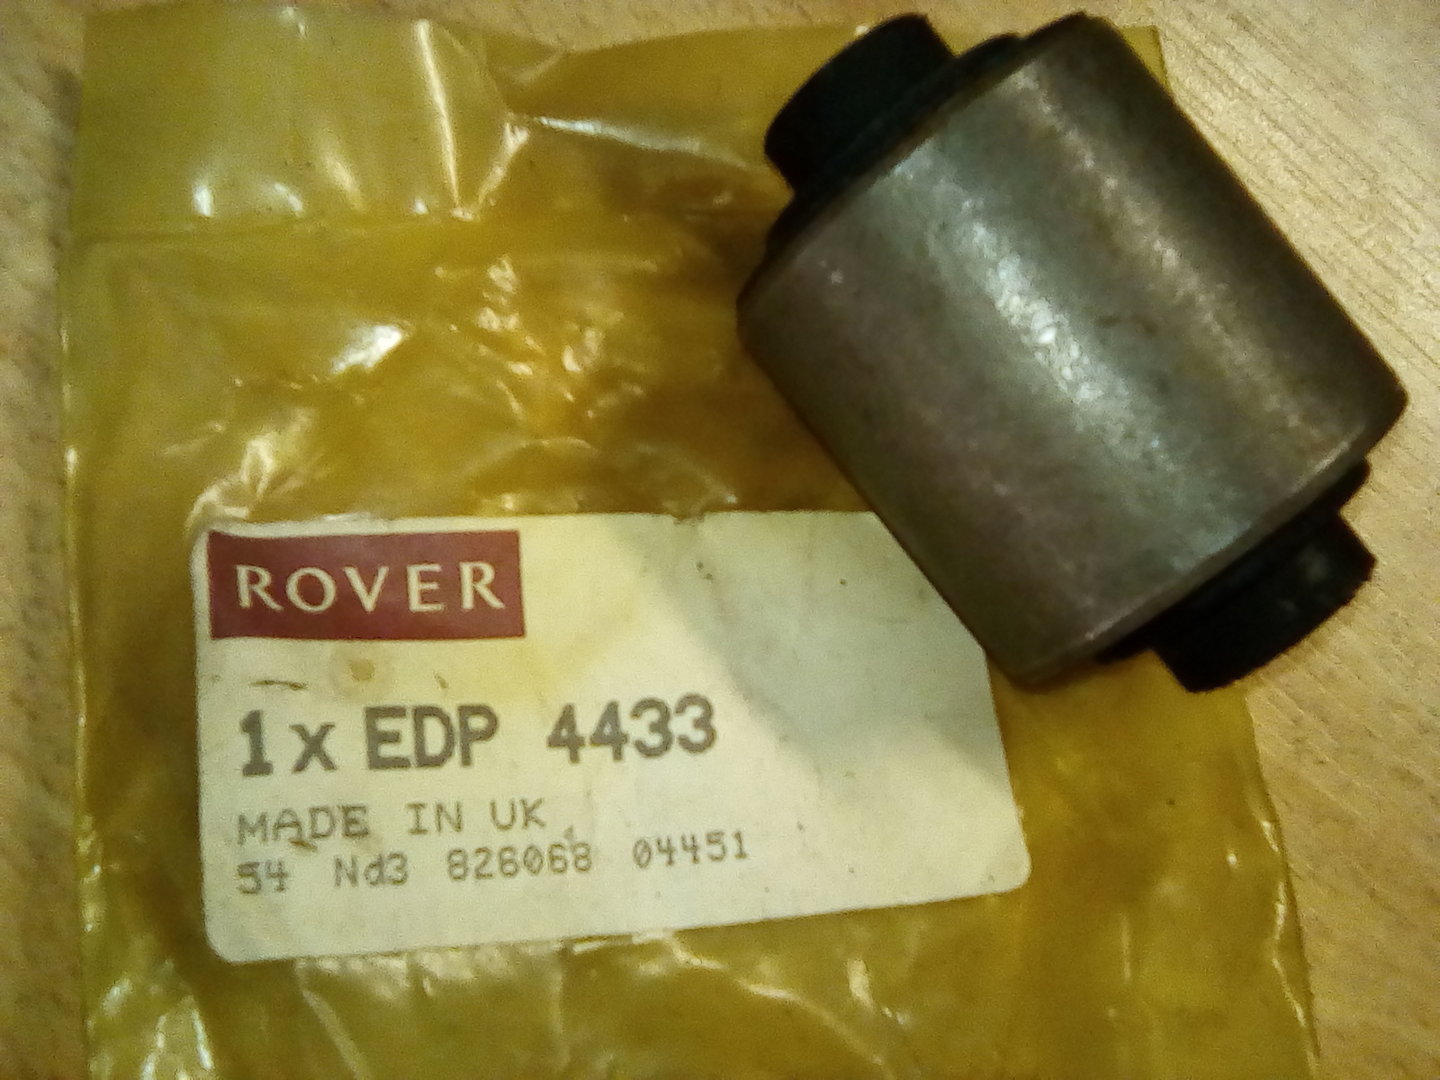 ROVER
1 x EDP 4433
MADE IN UK
54 Nd3 826068 04451